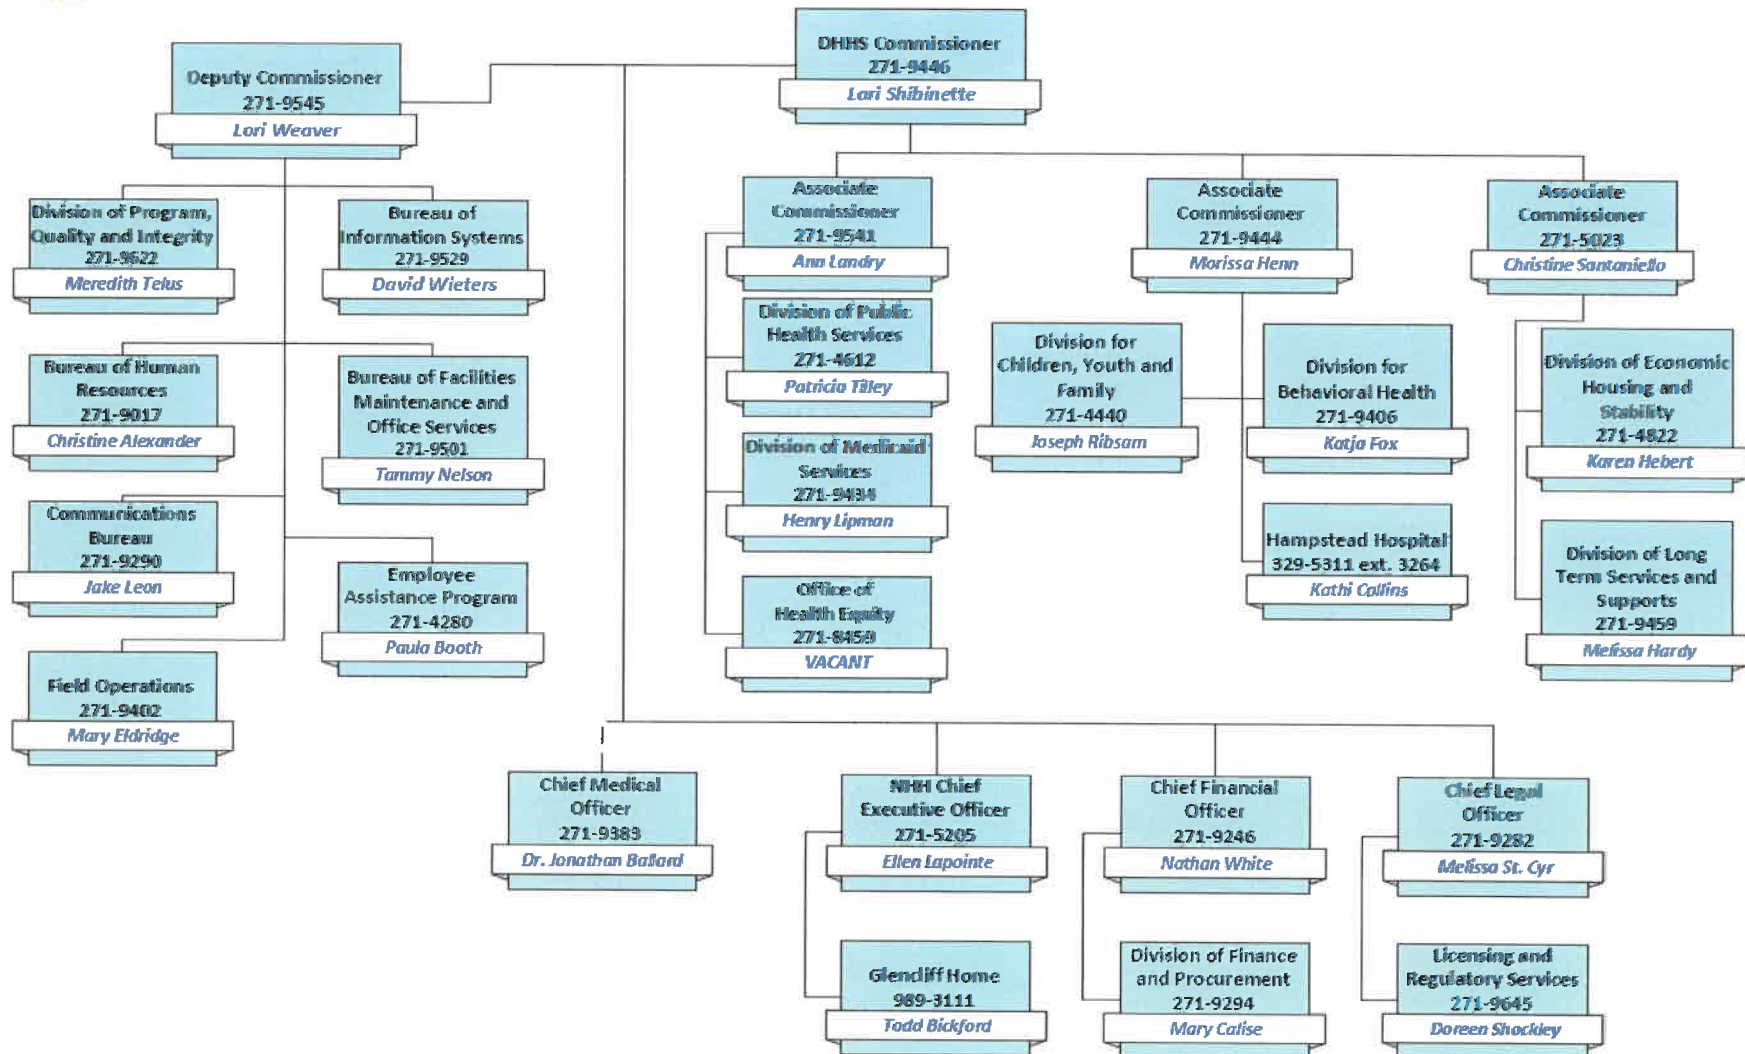 DHHS Commissioner
271-9446
Lori Shibinette
Deputy Commissioner
271-9545
Lori Weaver
Division of Program,
Quality and Integrity
271-9622
Meredith Telus
Bureau of
Information Systems
271-9529
David Wieters
Bureau of Human
Resources
271-9017
Christine Alexander
Bureau of Facilities
Maintenance and
Office Services
271-9501
Tammy Nelson
Communications
Bureau
271-9290
Jake Leon
Employee
Assistance Program
271-4280
Paula Booth
Field Operations
271-9402
Mary Eldridge
Associate
Commissioner
271-9541
Ann Landry
Division of Public
Health Services
271-4612
Patricia Tilley
Division of Medicaid
Services
271-9434
Henry Lipman
Office of
Health Equity
271-8459
VACANT
Associate
Commissioner
271-9444
Morissa Henn
Division for
Children, Youth and
Family
271-4440
Joseph Ribsam
Division for
Behavioral Health
271-9406
Katja Fox
Hampstead Hospital
329-5311 ext. 3264
Kathi Collins
Associate
Commissioner
271-5023
Christine Santaniello
Division of Economic
Housing and
Stability
271-4822
Karen Hebert
Division of Long
Term Services and
Supports
271-9459
Melissa Hardy
Chief Medical
Officer
271-9383
Dr. Jonathan Ballard
NHH Chief
Executive Officer
271-5205
Ellen Lapointe
Glencliff Home
989-3111
Todd Bickford
Chief Financial
Officer
271-9246
Nathan White
Division of Finance
and Procurement
271-9294
Mary Calise
Chief Legal
Officer
271-9282
Melissa St. Cyr
Licensing and
Regulatory Services
271-9645
Doreen Shockley